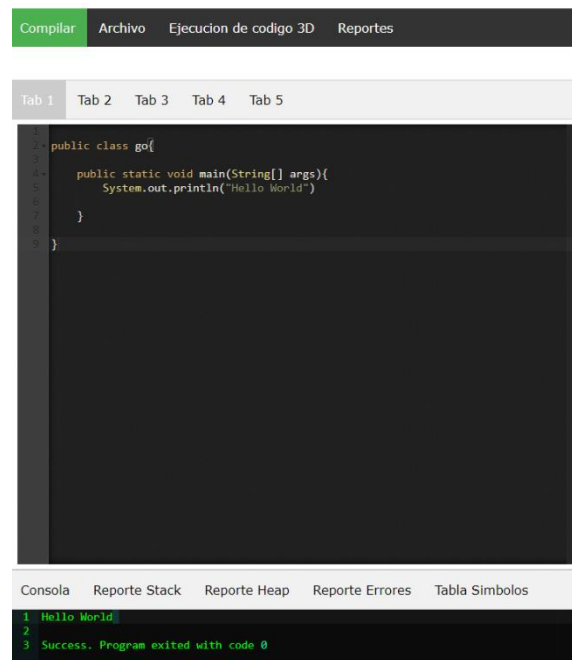 Compilar Archivo Ejecucion de codigo 3D Reportes
Tab 1 Tab 2 Tab 3 Tab 4 Tab 5
1
2 public class go{
3
4 public static void main(String[] args){
5 System.out.println("Hello World")
6
7 }
8
9 }
Consola Reporte Stack Reporte Heap Reporte Errores Tabla Simbolos
1 Hello World
2
3 Success. Program exited with code 0